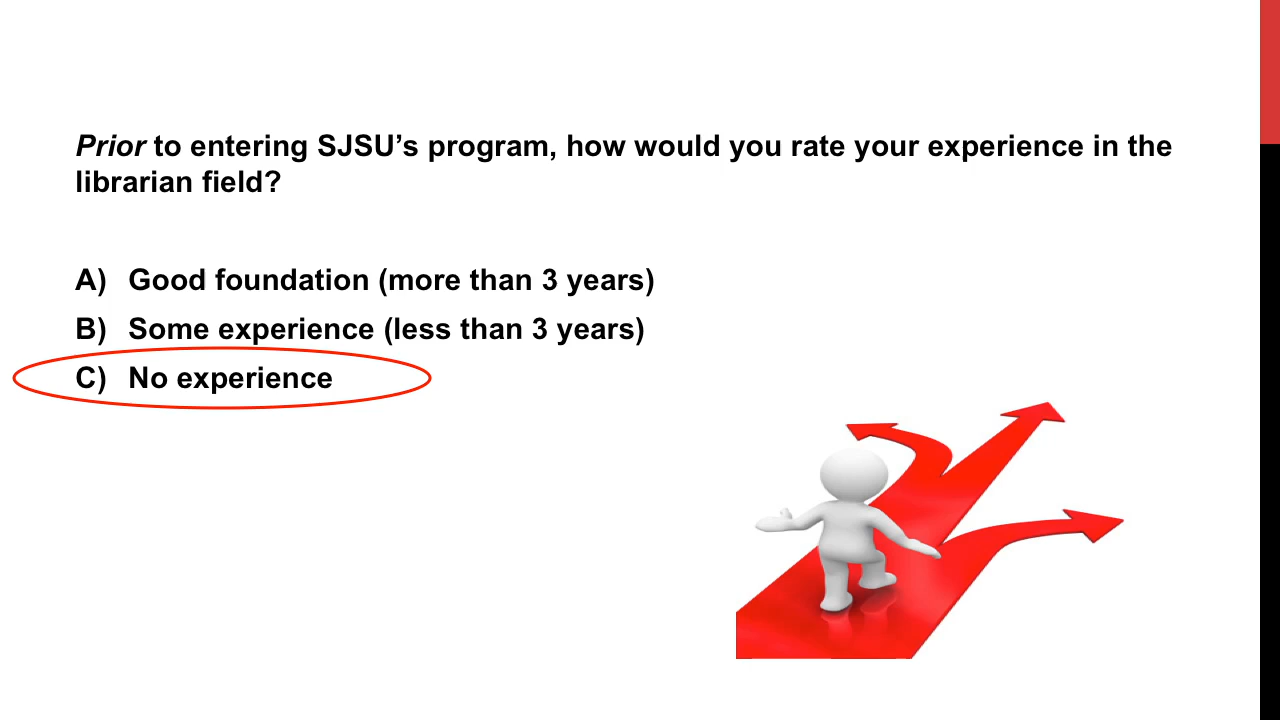 Prior to entering SJSU’s program, how would you rate your experience in the
librarian field?
A) Good foundation (more than 3 years)
B) Some experience (less than 3 years)
C) No experience